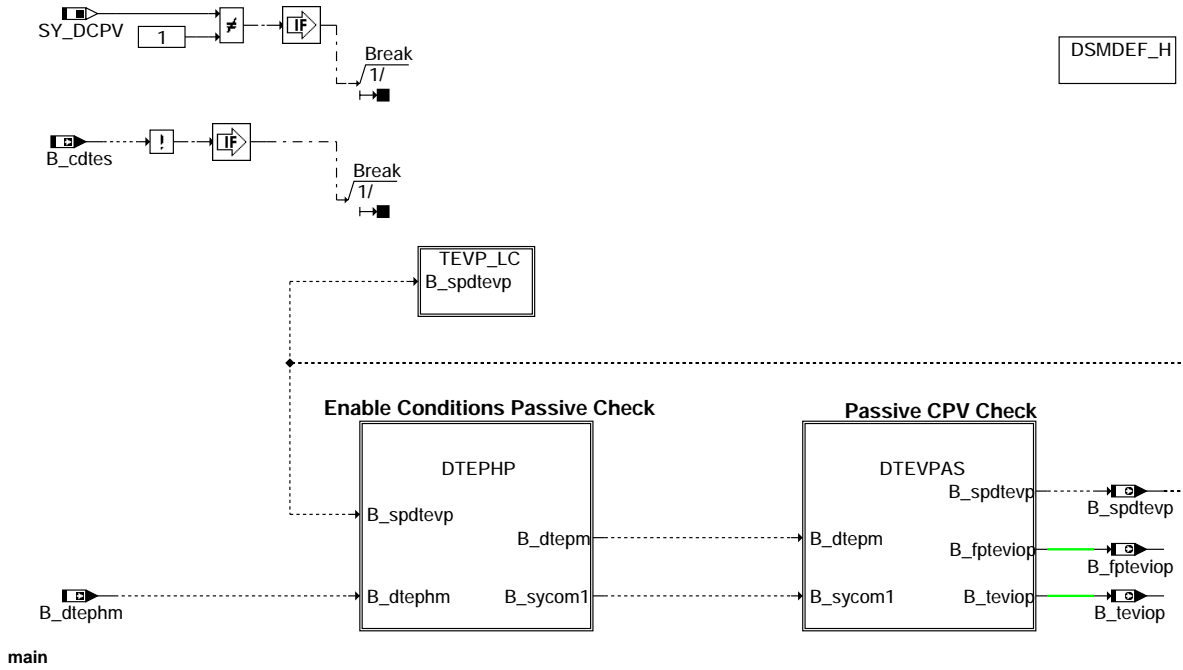 SY_DCPV
1
≠
IF
Break
1/
DSMDEF_H
B_cdtes
!
IF
Break
1/
TEVP_LC
B_spdtevp
Enable Conditions Passive Check
Passive CPV Check
DTEPHP
DTEVPAS
B_spdtevp
B_spdtevp
B_spdtevp
B_dtepm
B_dtepm
B_fpteviop
B_fpteviop
B_dtephm
B_dtephm
B_sycom1
B_sycom1
B_teviop
B_teviop
main